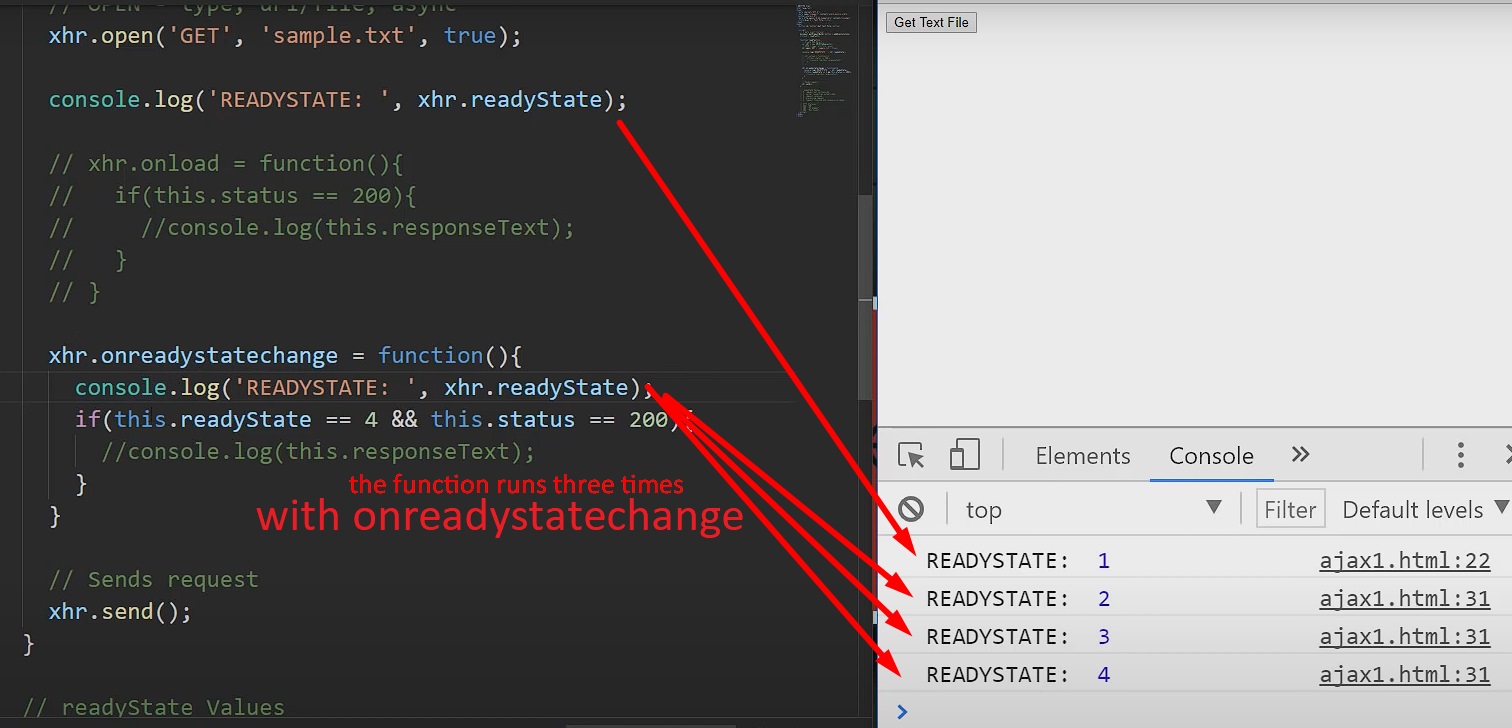 // OPEN - type, url/file, async
xhr.open('GET', 'sample.txt', true);
console.log('READYSTATE: ', xhr.readyState);
// xhr.onload = function(){
//   if(this.status == 200){
//     //console.log(this.responseText);
//   }
// }
xhr.onreadystatechange = function(){
console.log('READYSTATE: ', xhr.readyState);
if(this.readyState == 4 && this.status == 200){
//console.log(this.responseText);
}
}
the function runs three times
with onreadystatechange
// Sends request
xhr.send();
}
// readyState Values
Get Text File
Elements Console »
top Filter Default levels
READYSTATE: 1 ajax1.html:22
READYSTATE: 2 ajax1.html:31
READYSTATE: 3 ajax1.html:31
READYSTATE: 4 ajax1.html:31
>